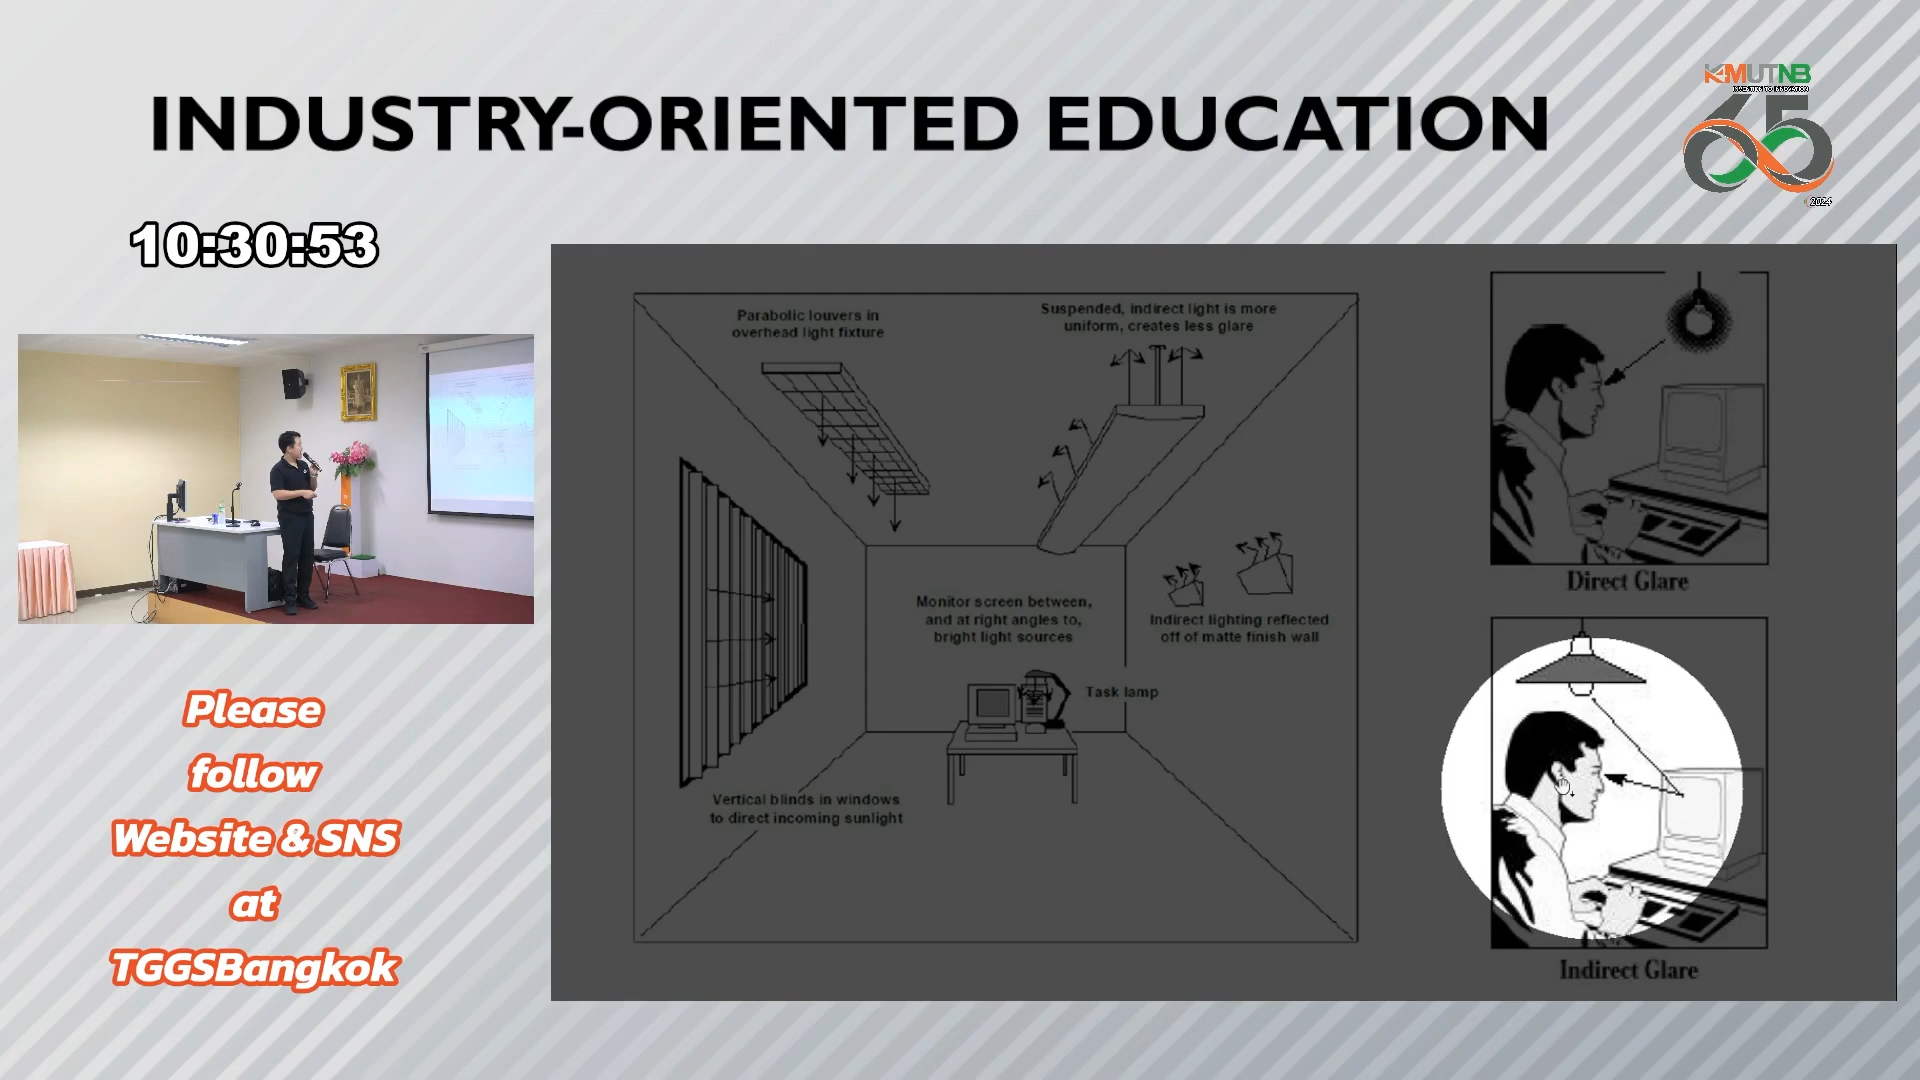 INDUSTRY-ORIENTED EDUCATION
KMUTNB
65
2024
10:30:53
Please
follow
Website & SNS
at
TGGSBangkok
Parabolic louvers in
overhead light fixture
Suspended, indirect light is more
uniform, creates less glare
Monitor screen between,
and at right angles to,
bright light sources
Indirect lighting reflected
off of matte finish wall
Task lamp
Vertical blinds in windows
to direct incoming sunlight
Direct Glare
Indirect Glare